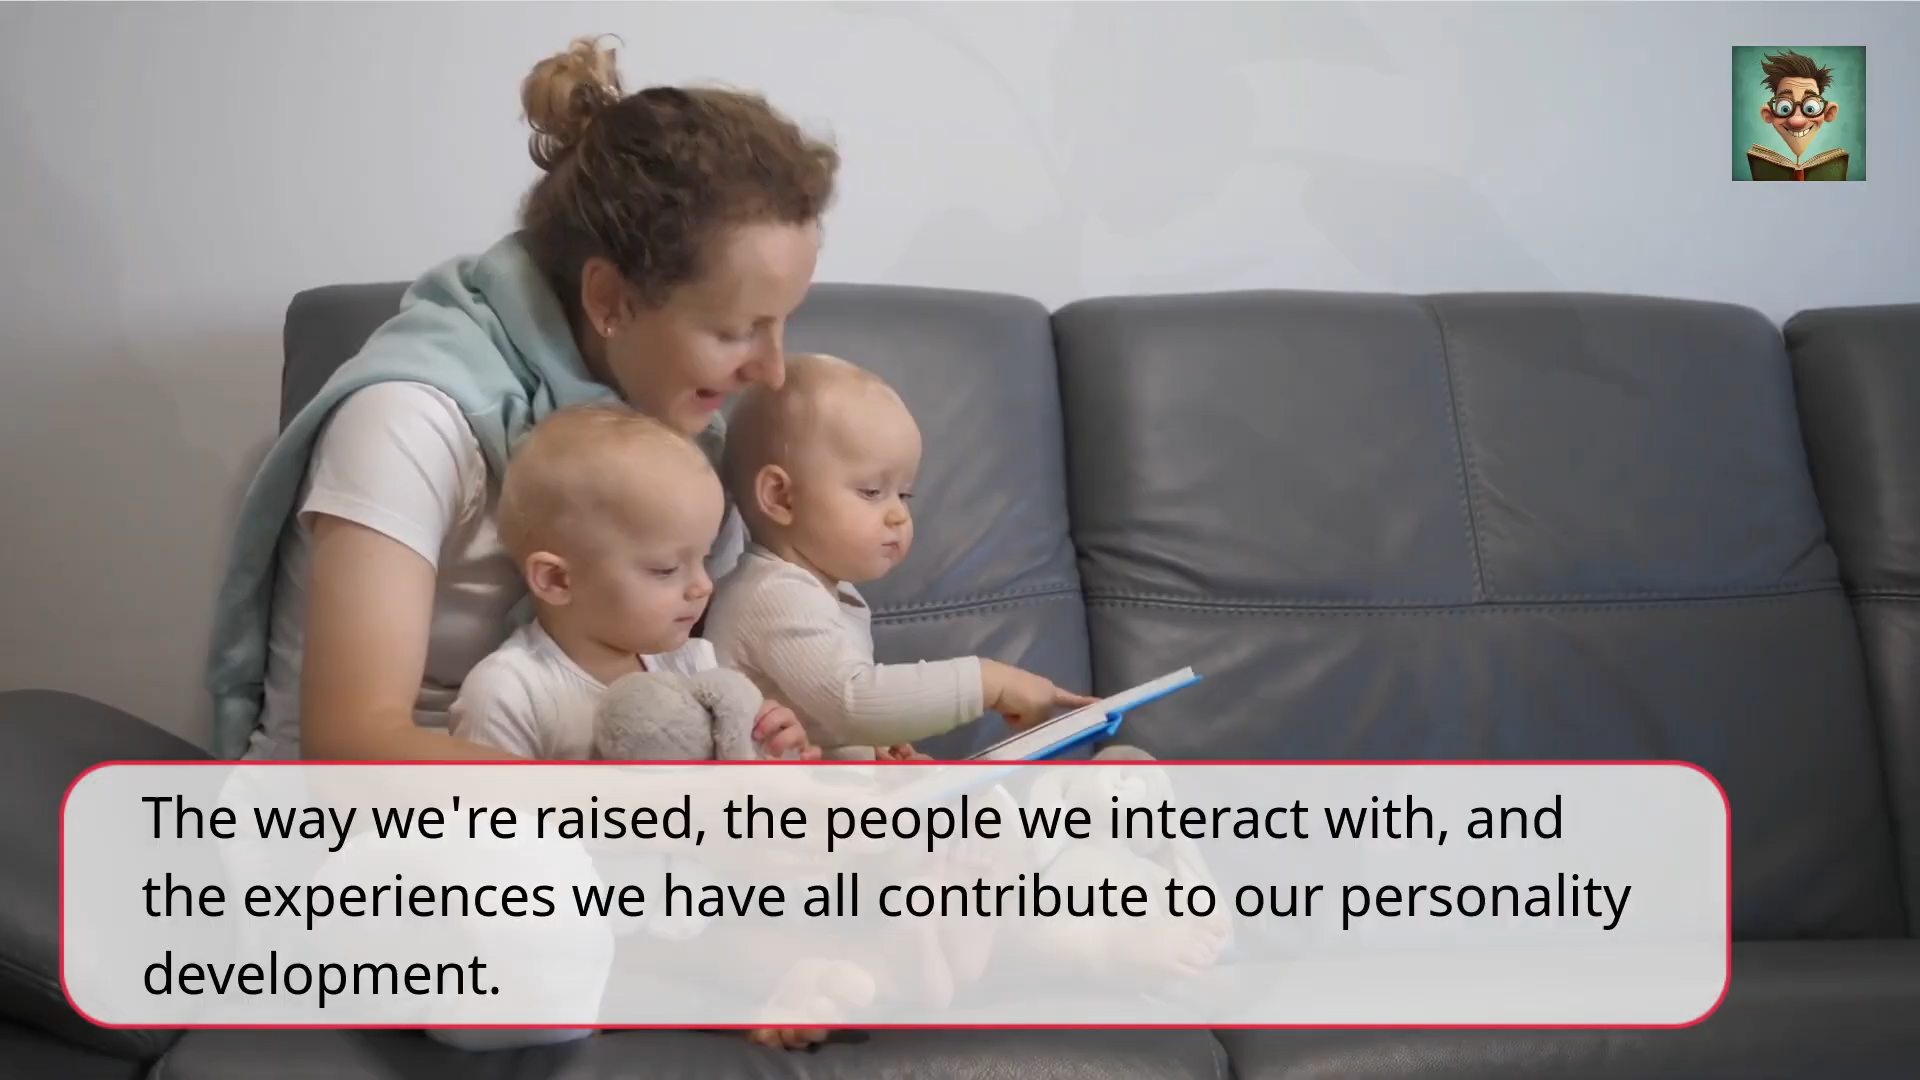 The way we're raised, the people we interact with, and
the experiences we have all contribute to our personality
development.